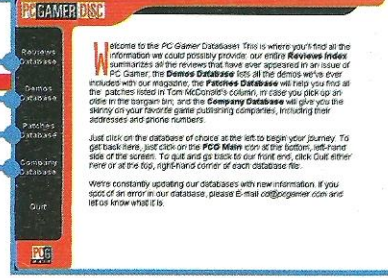 PCGAMER DISC
Reviews
Database
Demos
Database
Patches
Database
Company
Database
Quit
PCG
MAIN
Welcome to the PC Gamer Database! This is where you'll find all the
information we could possibly provide: our entire Reviews Index
summarizes all the reviews that have ever appeared in an issue of
PC Gamer; the Demos Database lists all the demos we've ever
included with our magazine, the Patches Database will help you find all
the patches listed in Tom McDonald's column, in case you pick up an
oldie in the bargain bin; and the Company Database will give you the
skinny on your favorite game publishing companies, including their
addresses and phone numbers.
Just click on the database of choice at the left to begin your journey. To
get back here, just click on the PCG Main icon at the bottom, left-hand
side of the screen. To quit and go back to our front end, click Quit either
here or at the top, right-hand corner of each database file.
We're constantly updating our databases with new information. If you
spot of an error in our database, please E-mail cd@pcgamer.com and
let us know what it is.